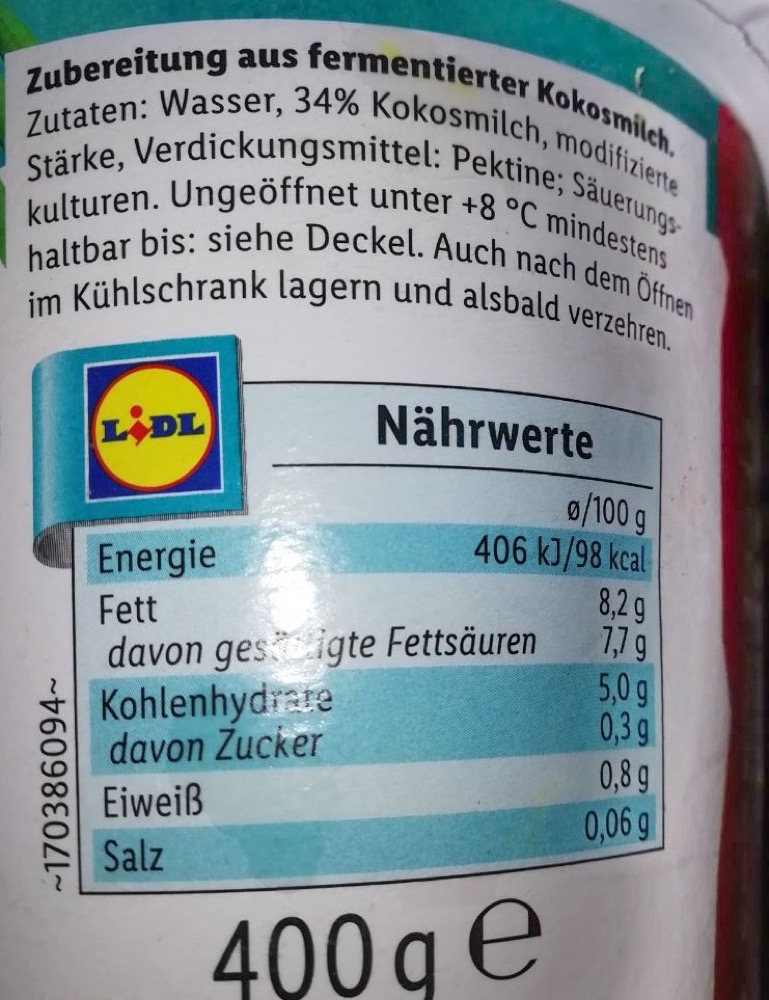 Zubereitung aus fermentierter Kokosmilch.
Zutaten: Wasser, 34% Kokosmilch, modifizierte
Stärke, Verdickungsmittel: Pektine; Säuerungs-
kulturen. Ungeöffnet unter +8 °C mindestens
haltbar bis: siehe Deckel. Auch nach dem Öffnen
im Kühlschrank lagern und alsbald verzehren.
LIDL
Nährwerte
ø/100 g
Energie 406 kJ/98 kcal
Fett 8,2 g
davon gesättigte Fettsäuren 7,7 g
Kohlenhydrate 5,0 g
davon Zucker 0,3 g
Eiweiß 0,8 g
Salz 0,06 g
~170386094~
400 g e